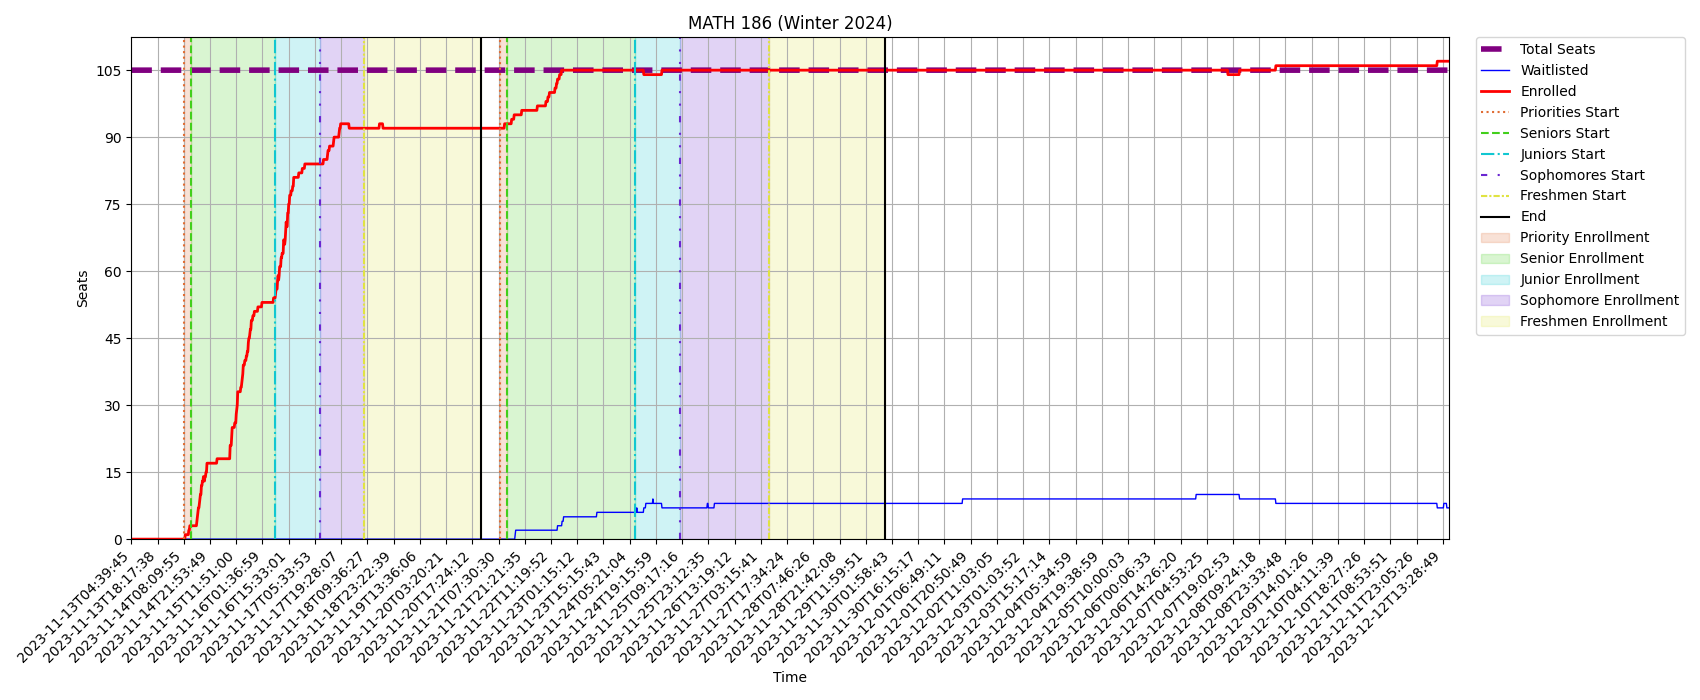 MATH 186 (Winter 2024)
Seats
105
90
75
60
45
30
15
0
2023-11-13T04:39:45
2023-11-13T18:17:38
2023-11-14T08:09:55
2023-11-14T21:53:49
2023-11-15T11:51:00
2023-11-16T01:36:59
2023-11-16T15:33:01
2023-11-17T05:33:53
2023-11-17T19:28:07
2023-11-18T09:36:27
2023-11-18T23:22:39
2023-11-19T13:36:06
2023-11-20T03:20:21
2023-11-20T17:24:12
2023-11-21T07:30:30
2023-11-21T21:21:35
2023-11-22T11:19:52
2023-11-23T01:15:12
2023-11-23T15:15:43
2023-11-24T05:21:04
2023-11-24T19:15:59
2023-11-25T09:17:16
2023-11-25T23:12:35
2023-11-26T13:19:12
2023-11-27T03:15:41
2023-11-27T17:34:24
2023-11-28T07:46:26
2023-11-28T21:42:08
2023-11-29T11:59:51
2023-11-30T01:58:43
2023-11-30T16:15:17
2023-12-01T06:49:11
2023-12-01T20:50:49
2023-12-02T11:03:05
2023-12-03T01:03:52
2023-12-03T15:17:14
2023-12-04T05:34:59
2023-12-04T19:38:59
2023-12-05T10:00:03
2023-12-06T00:06:33
2023-12-06T14:26:20
2023-12-07T04:53:25
2023-12-07T19:02:53
2023-12-08T09:24:18
2023-12-08T23:33:48
2023-12-09T14:01:26
2023-12-10T04:11:39
2023-12-10T18:27:26
2023-12-11T08:53:51
2023-12-11T23:05:26
2023-12-12T13:28:49
Time
Total Seats
Waitlisted
Enrolled
Priorities Start
Seniors Start
Juniors Start
Sophomores Start
Freshmen Start
End
Priority Enrollment
Senior Enrollment
Junior Enrollment
Sophomore Enrollment
Freshmen Enrollment